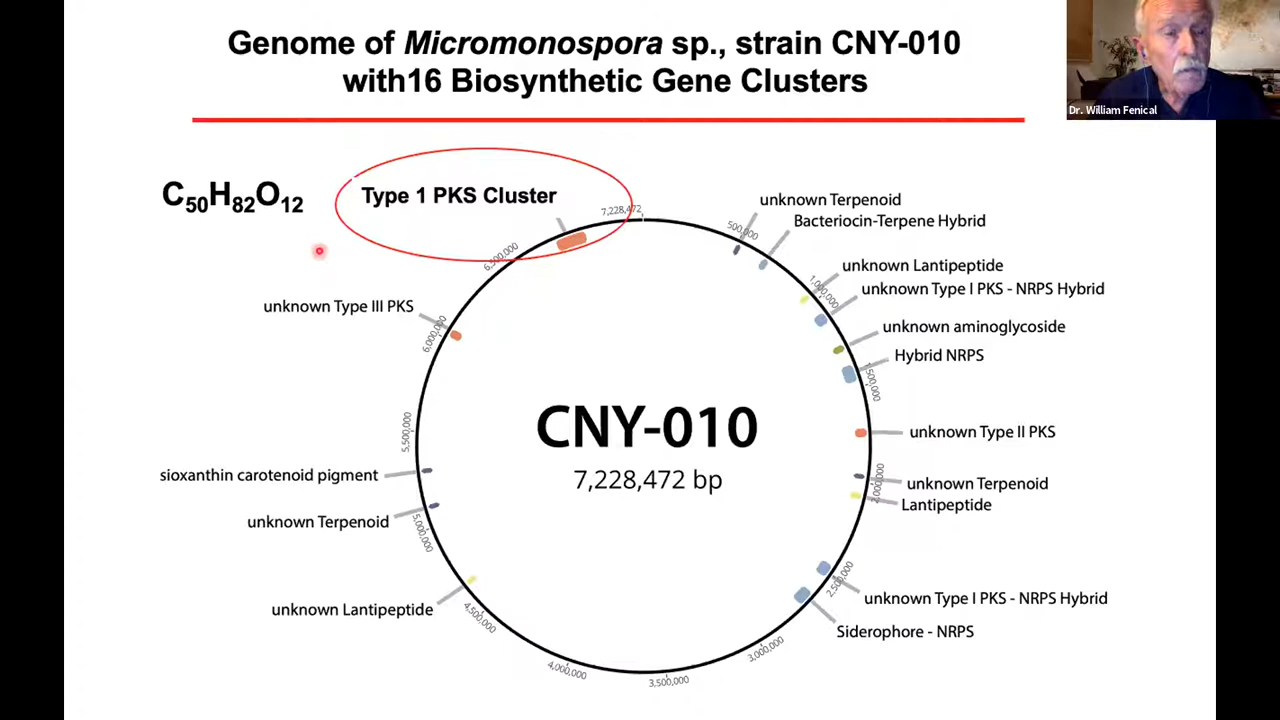 Genome of Micromonospora sp., strain CNY-010
with16 Biosynthetic Gene Clusters
Dr. William Fenical
C50H82O12
Type 1 PKS Cluster
7,228,472
500,000
unknown Terpenoid
Bacteriocin-Terpene Hybrid
6,500,000
unknown Lantipeptide
1,000,000
unknown Type I PKS - NRPS Hybrid
unknown Type III PKS
6,000,000
unknown aminoglycoside
Hybrid NRPS
1,500,000
CNY-010
7,228,472 bp
5,500,000
unknown Type II PKS
sioxanthin carotenoid pigment
unknown Terpenoid
2,000,000
Lantipeptide
unknown Terpenoid
5,000,000
2,500,000
unknown Type I PKS - NRPS Hybrid
unknown Lantipeptide
4,500,000
Siderophore - NRPS
3,000,000
4,000,000
3,500,000